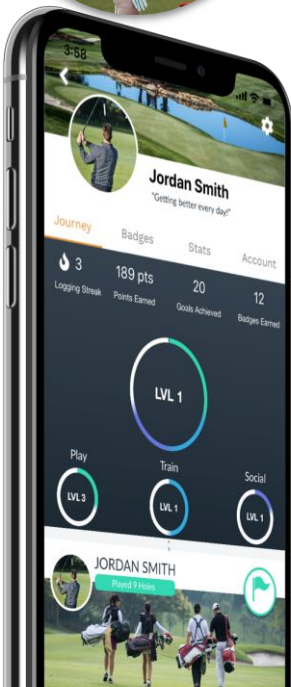 3:58
Jordan Smith
"Getting better every day!"
Journey Badges Stats Account
3 189 pts 20 12
Logging Streak Points Earned Goals Achieved Badges Earned
LVL 1
Play Train Social
LVL 3 LVL 1 LVL 1
JORDAN SMITH
Played 9 Holes